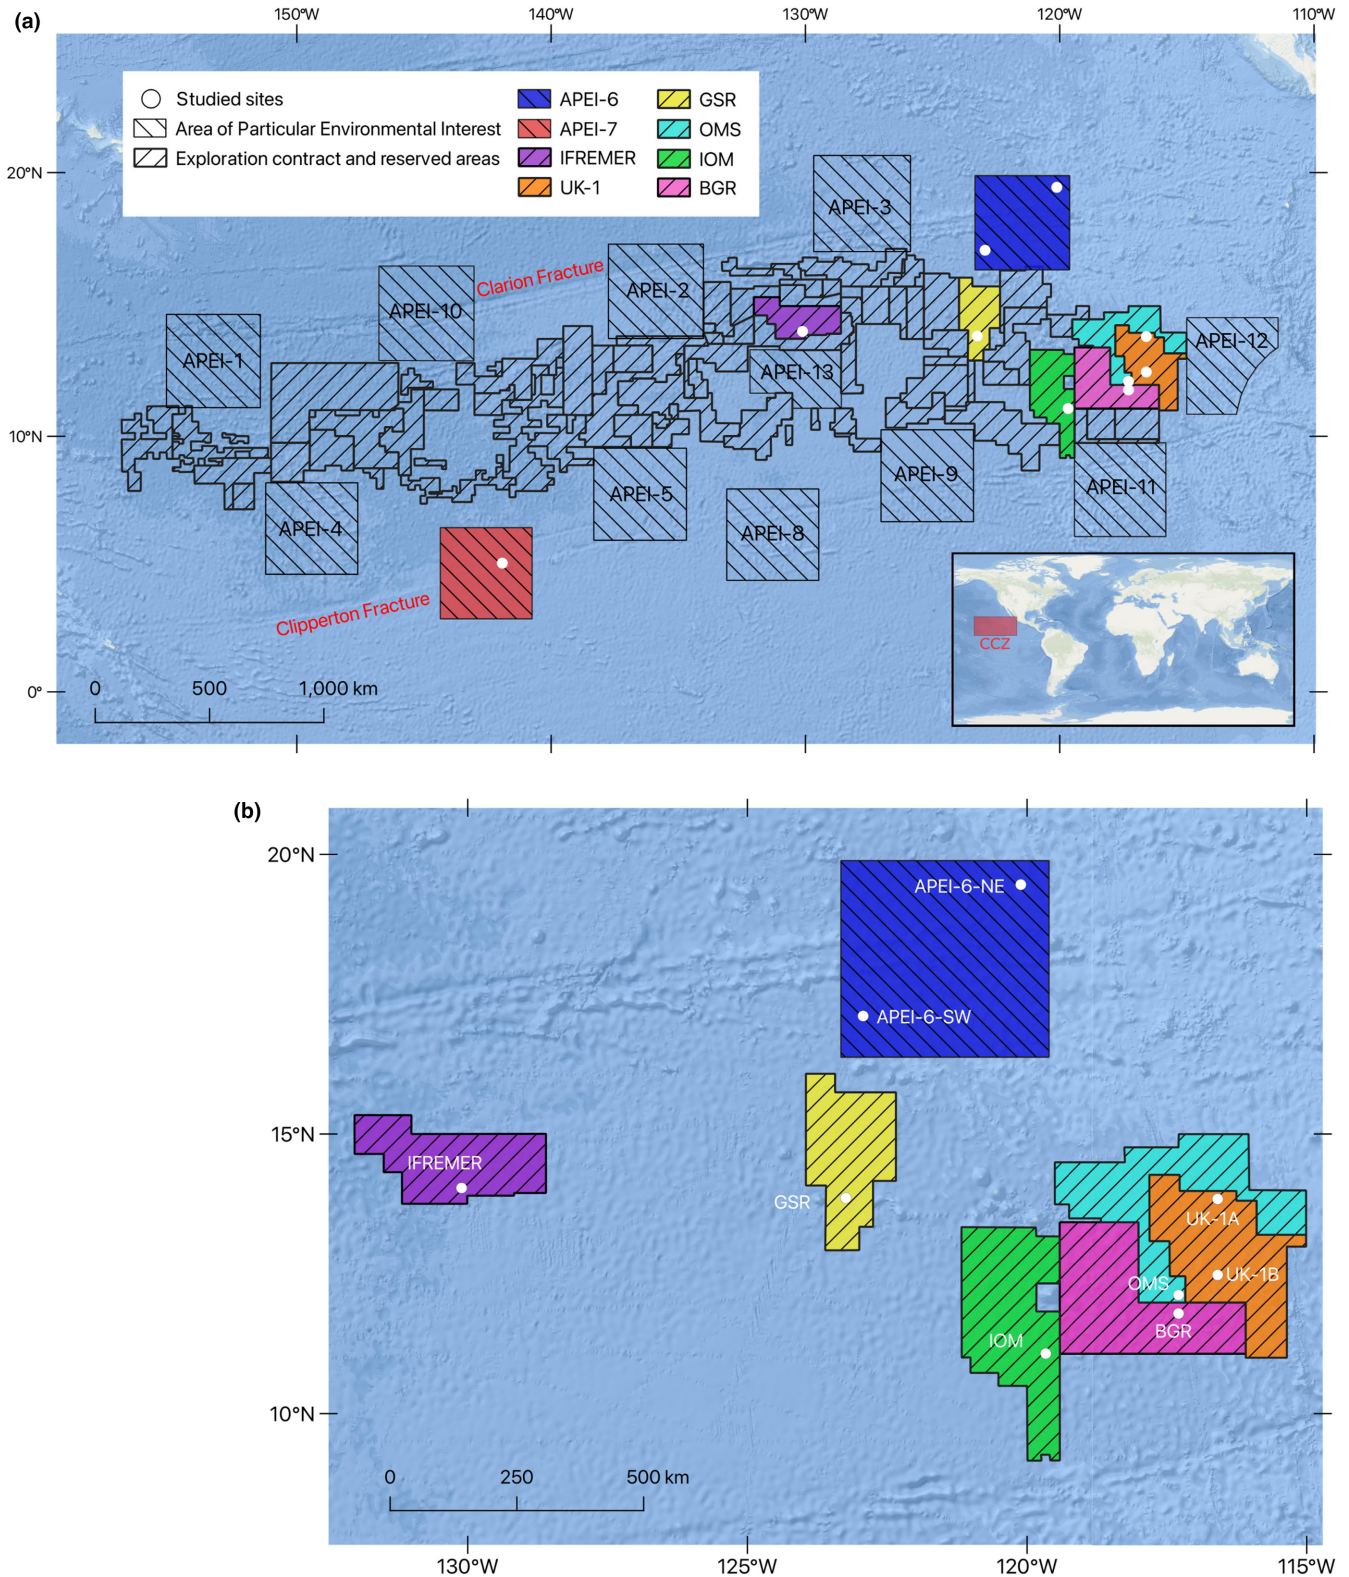 (a)
150°W 140°W 130°W 120°W 110°W
Studied sites
Area of Particular Environmental Interest
Exploration contract and reserved areas
APEI-6
APEI-7
IFREMER
UK-1
GSR
OMS
IOM
BGR
20°N
10°N
0°
APEI-3
Clarion Fracture
APEI-2
APEI-10
APEI-1
APEI-12
APEI-13
APEI-9
APEI-11
APEI-5
APEI-4
APEI-8
Clipperton Fracture
CCZ
0 500 1,000 km
(b)
20°N
15°N
10°N
APEI-6-NE
APEI-6-SW
IFREMER
GSR
UK-1A
UK-1B
OMS
BGR
IOM
0 250 500 km
130°W 125°W 120°W 115°W